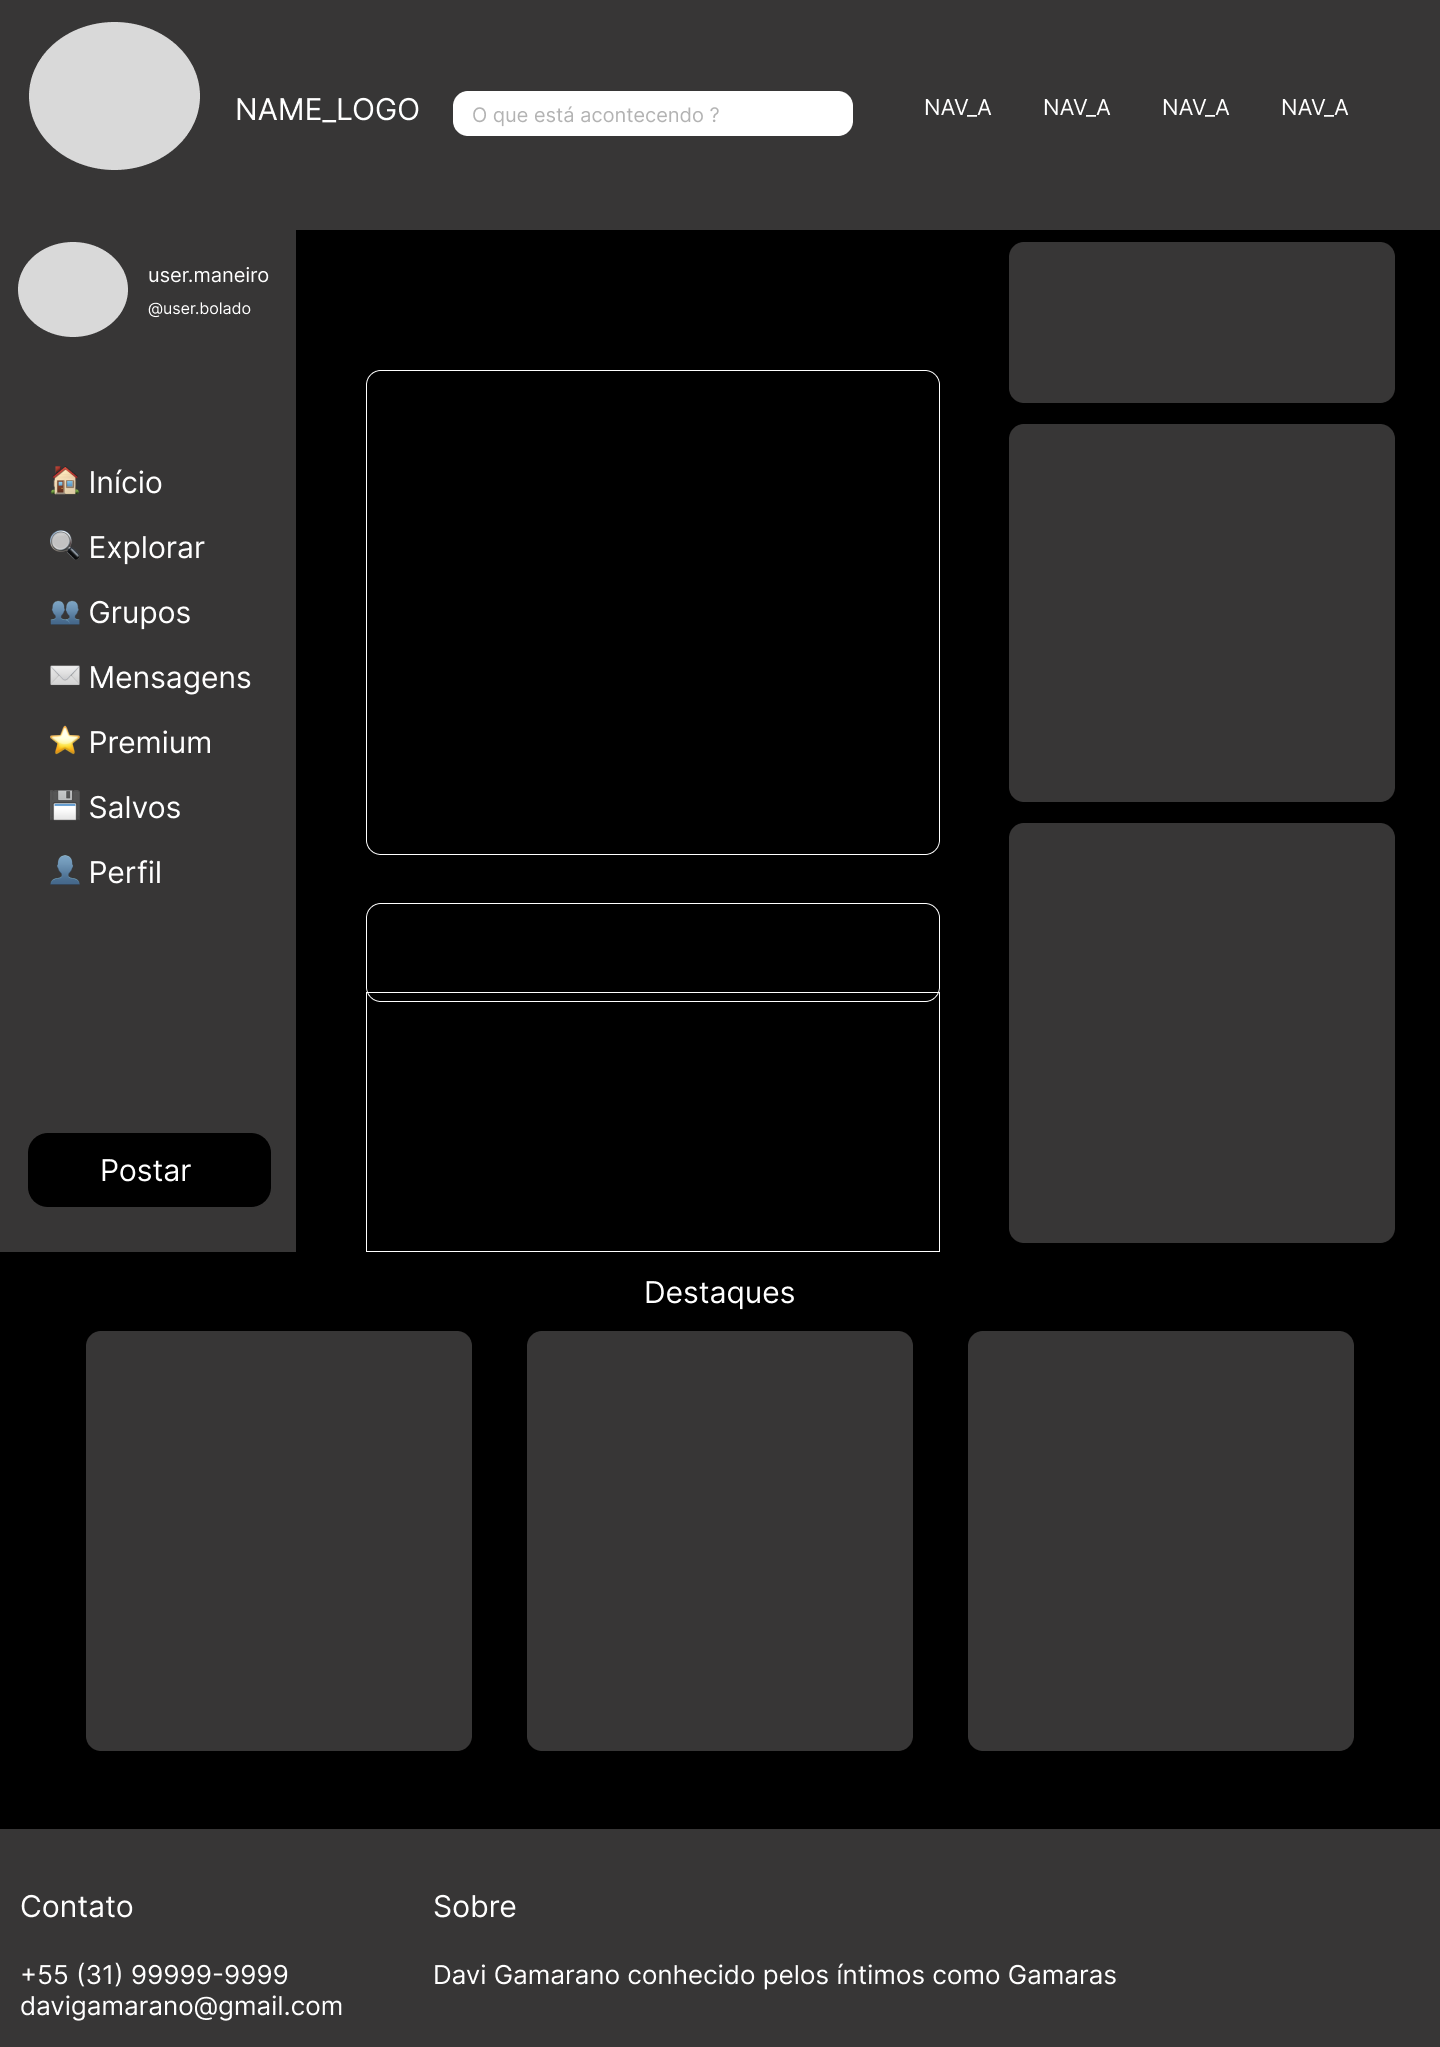 NAME_LOGO
O que está acontecendo ?
NAV_A NAV_A NAV_A NAV_A
user.maneiro
@user.bolado
Início
Explorar
Grupos
Mensagens
Premium
Salvos
Perfil
Postar
Destaques
Contato
+55 (31) 99999-9999
davigamarano@gmail.com
Sobre
Davi Gamarano conhecido pelos íntimos como Gamaras